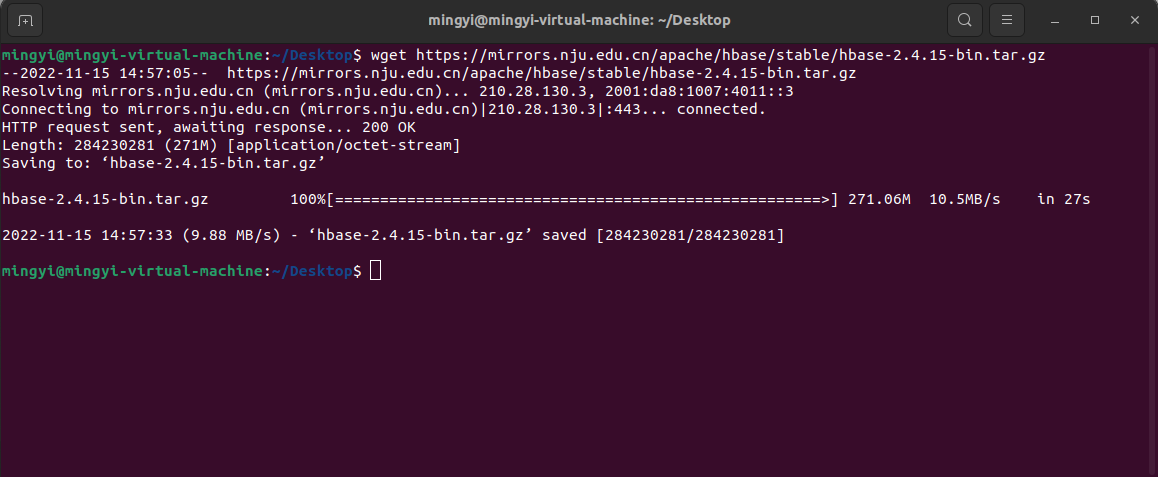 mingyi@mingyi-virtual-machine: ~/Desktop
mingyi@mingyi-virtual-machine:~/Desktop$ wget https://mirrors.nju.edu.cn/apache/hbase/stable/hbase-2.4.15-bin.tar.gz
--2022-11-15 14:57:05--  https://mirrors.nju.edu.cn/apache/hbase/stable/hbase-2.4.15-bin.tar.gz
Resolving mirrors.nju.edu.cn (mirrors.nju.edu.cn)... 210.28.130.3, 2001:da8:1007:4011::3
Connecting to mirrors.nju.edu.cn (mirrors.nju.edu.cn)|210.28.130.3|:443... connected.
HTTP request sent, awaiting response... 200 OK
Length: 284230281 (271M) [application/octet-stream]
Saving to: ‘hbase-2.4.15-bin.tar.gz’
hbase-2.4.15-bin.tar.gz         100%[======================================================>] 271.06M  10.5MB/s    in 27s
2022-11-15 14:57:33 (9.88 MB/s) - ‘hbase-2.4.15-bin.tar.gz’ saved [284230281/284230281]
mingyi@mingyi-virtual-machine:~/Desktop$